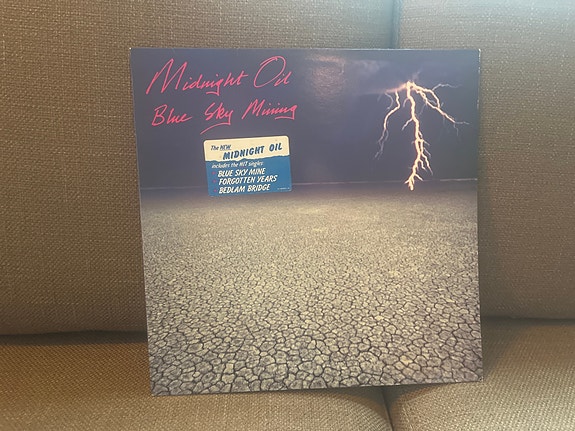 Midnight Oil
Blue Sky Mining
The NEW
MIDNIGHT OIL
includes the HIT singles
BLUE SKY MINE
FORGOTTEN YEARS
BEDLAM BRIDGE